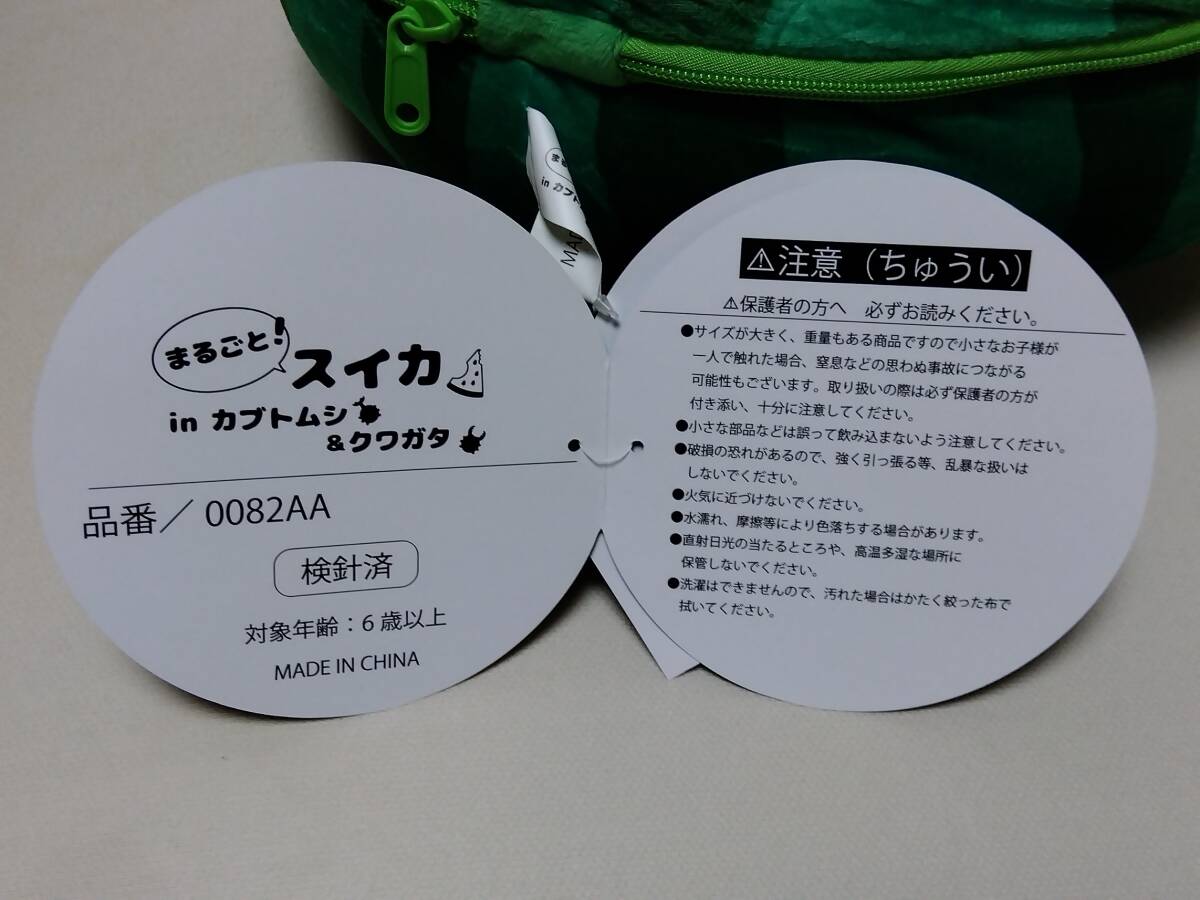 まるごと!
スイカ
in カブトムシ
&クワガタ
品番/ 0082AA
検針済
対象年齢:6歳以上
MADE IN CHINA
in カブト
⚠注意(ちゅうい)
⚠保護者の方へ 必ずお読みください。
●サイズが大きく、重量もある商品ですので小さなお子様が
一人で触れた場合、窒息などの思わぬ事故につながる
可能性もございます。取り扱いの際は必ず保護者の方が
付き添い、十分に注意してください。
●小さな部品などは誤って飲み込まないよう注意してください。
●破損の恐れがあるので、強く引っ張る等、乱暴な扱いは
しないでください。
●火気に近づけないでください。
●水濡れ、摩擦等により色落ちする場合があります。
●直射日光の当たるところや、高温多湿な場所に
保管しないでください。
●洗濯はできませんので、汚れた場合はかたく絞った布で
拭いてください。